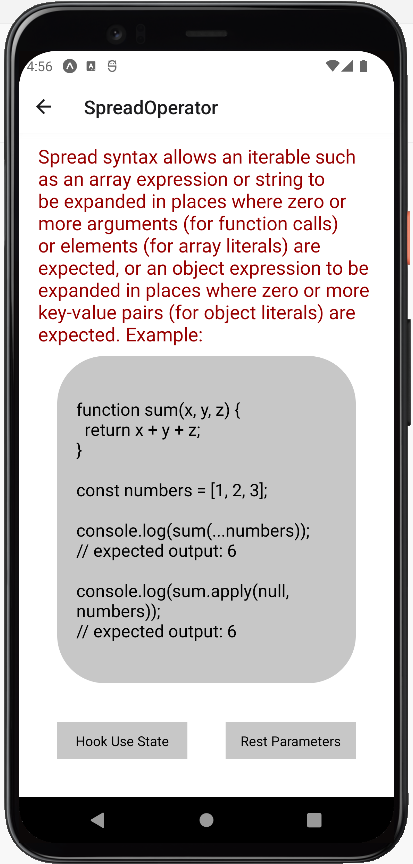 4:56
SpreadOperator
Spread syntax allows an iterable such
as an array expression or string to
be expanded in places where zero or
more arguments (for function calls)
or elements (for array literals) are
expected, or an object expression to be
expanded in places where zero or more
key-value pairs (for object literals) are
expected. Example:
function sum(x, y, z) {
  return x + y + z;
}
const numbers = [1, 2, 3];
console.log(sum(...numbers));
// expected output: 6
console.log(sum.apply(null,
numbers));
// expected output: 6
Hook Use State
Rest Parameters